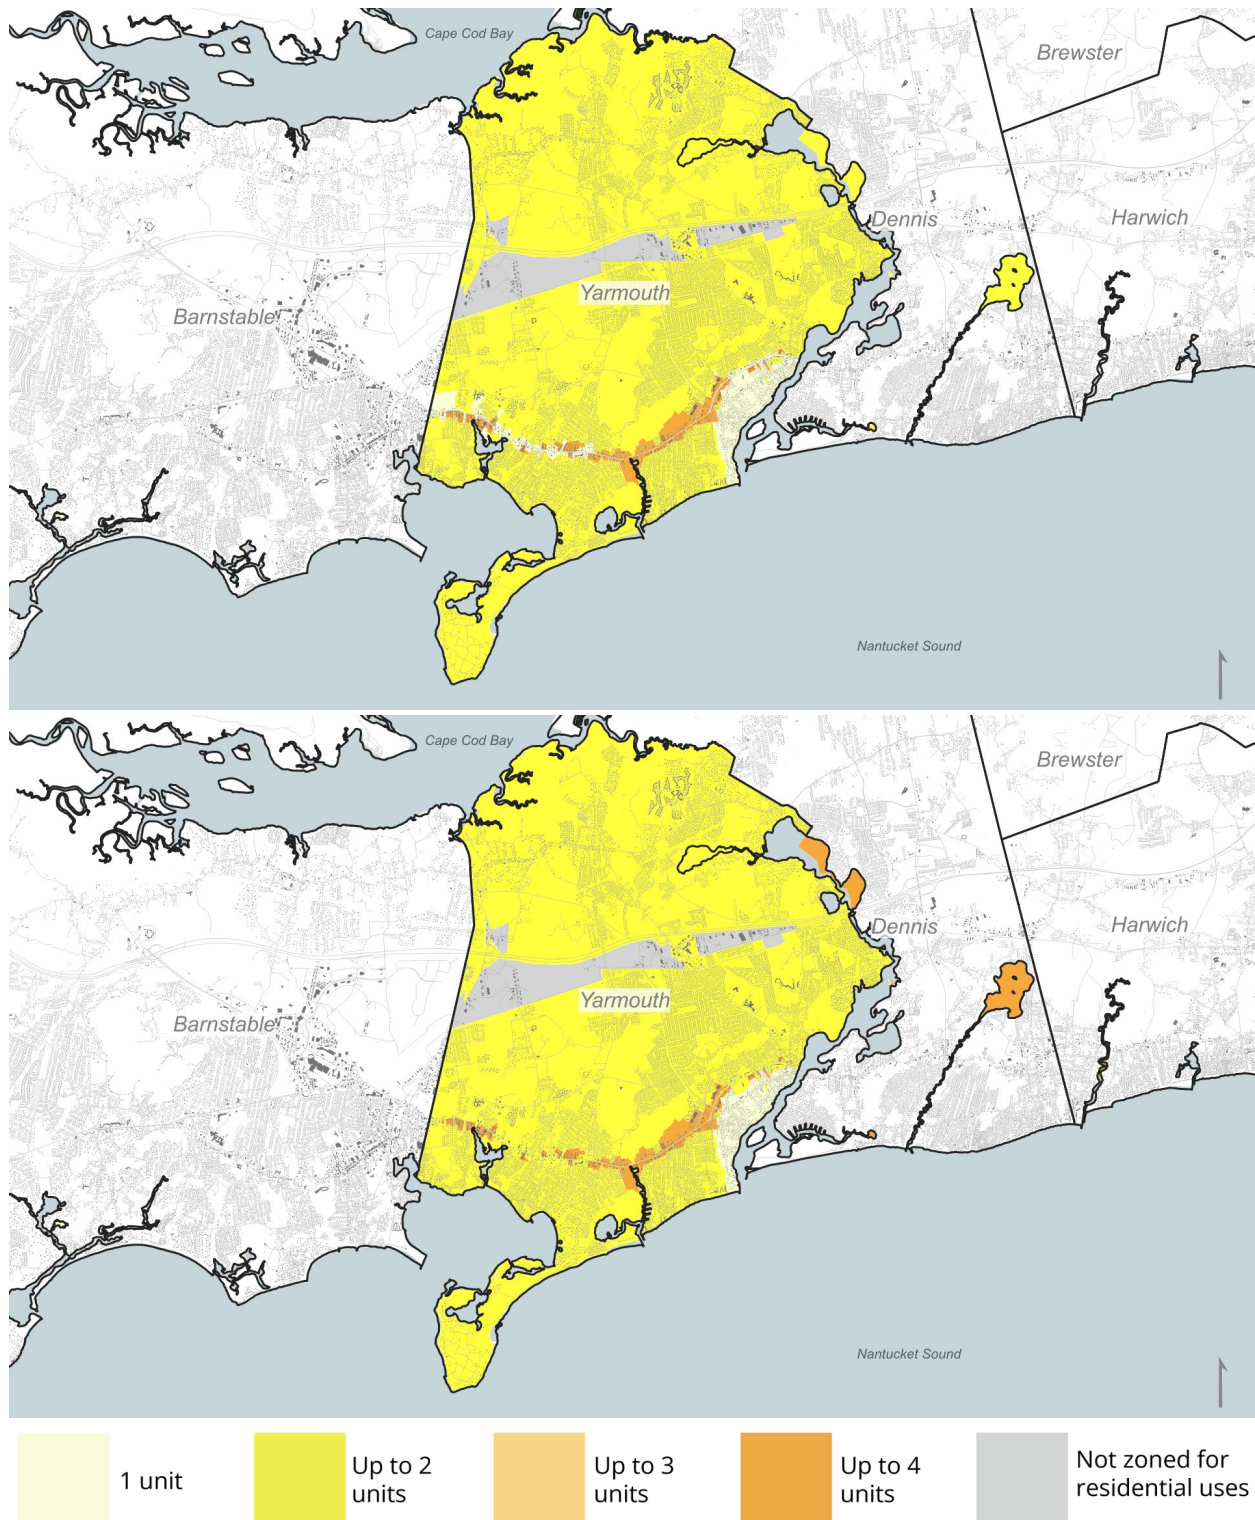 Cape Cod Bay
Brewster
Dennis
Harwich
Yarmouth
Barnstable
Nantucket Sound
Cape Cod Bay
Brewster
Dennis
Harwich
Yarmouth
Barnstable
Nantucket Sound
1 unit
Up to 2
units
Up to 3
units
Up to 4
units
Not zoned for
residential uses